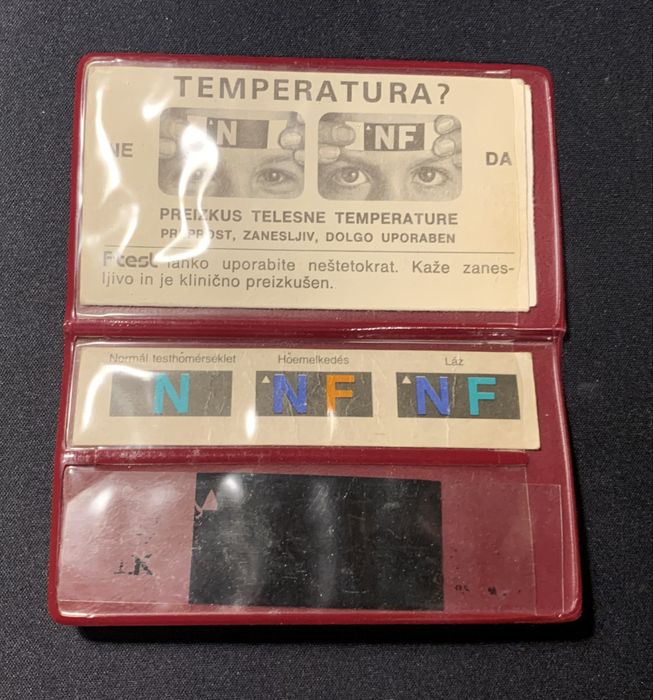 TEMPERATURA?
NE
N
NF
DA
PREIZKUS TELESNE TEMPERATURE
PREPROST, ZANESLJIV, DOLGO UPORABEN
Ftest lahko uporabite neštetokrat. Kaže zanes-
ljivo in je klinično preizkušen.
Normál testhőmérséklet
Hőemelkedés
Láz
N
NF
NF